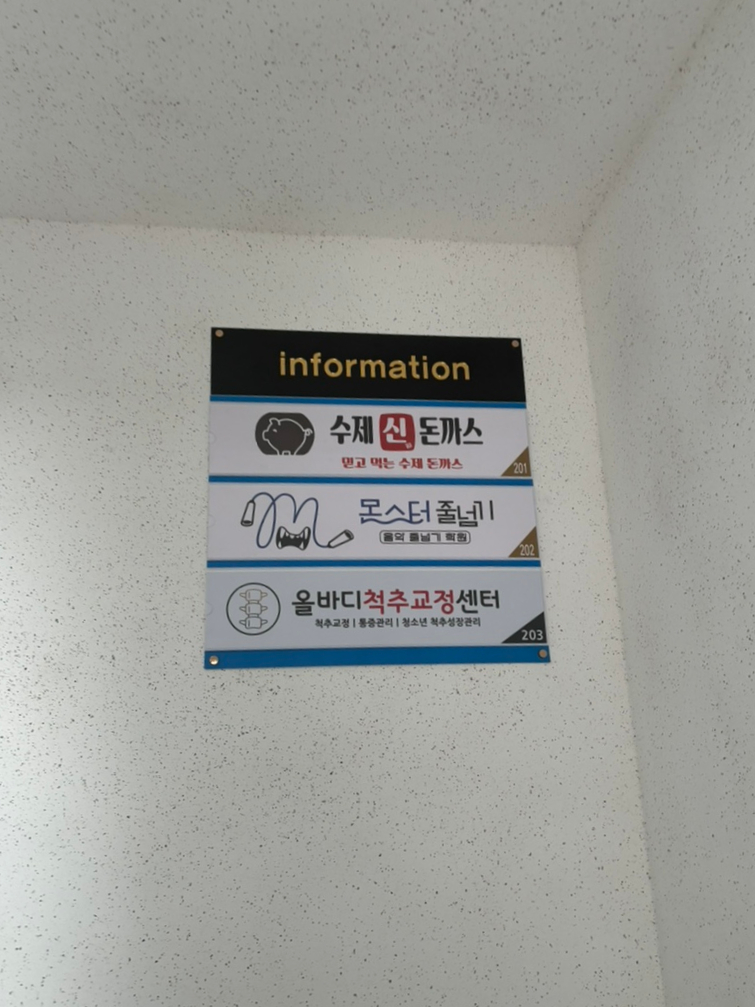 information
수제 신 돈까스
믿고 먹는 수제 돈까스
201
몬스터 줄넘기
음악 줄넘기 학원
202
올바디척추교정센터
척추교정 | 통증관리 | 청소년 척추성장관리
203